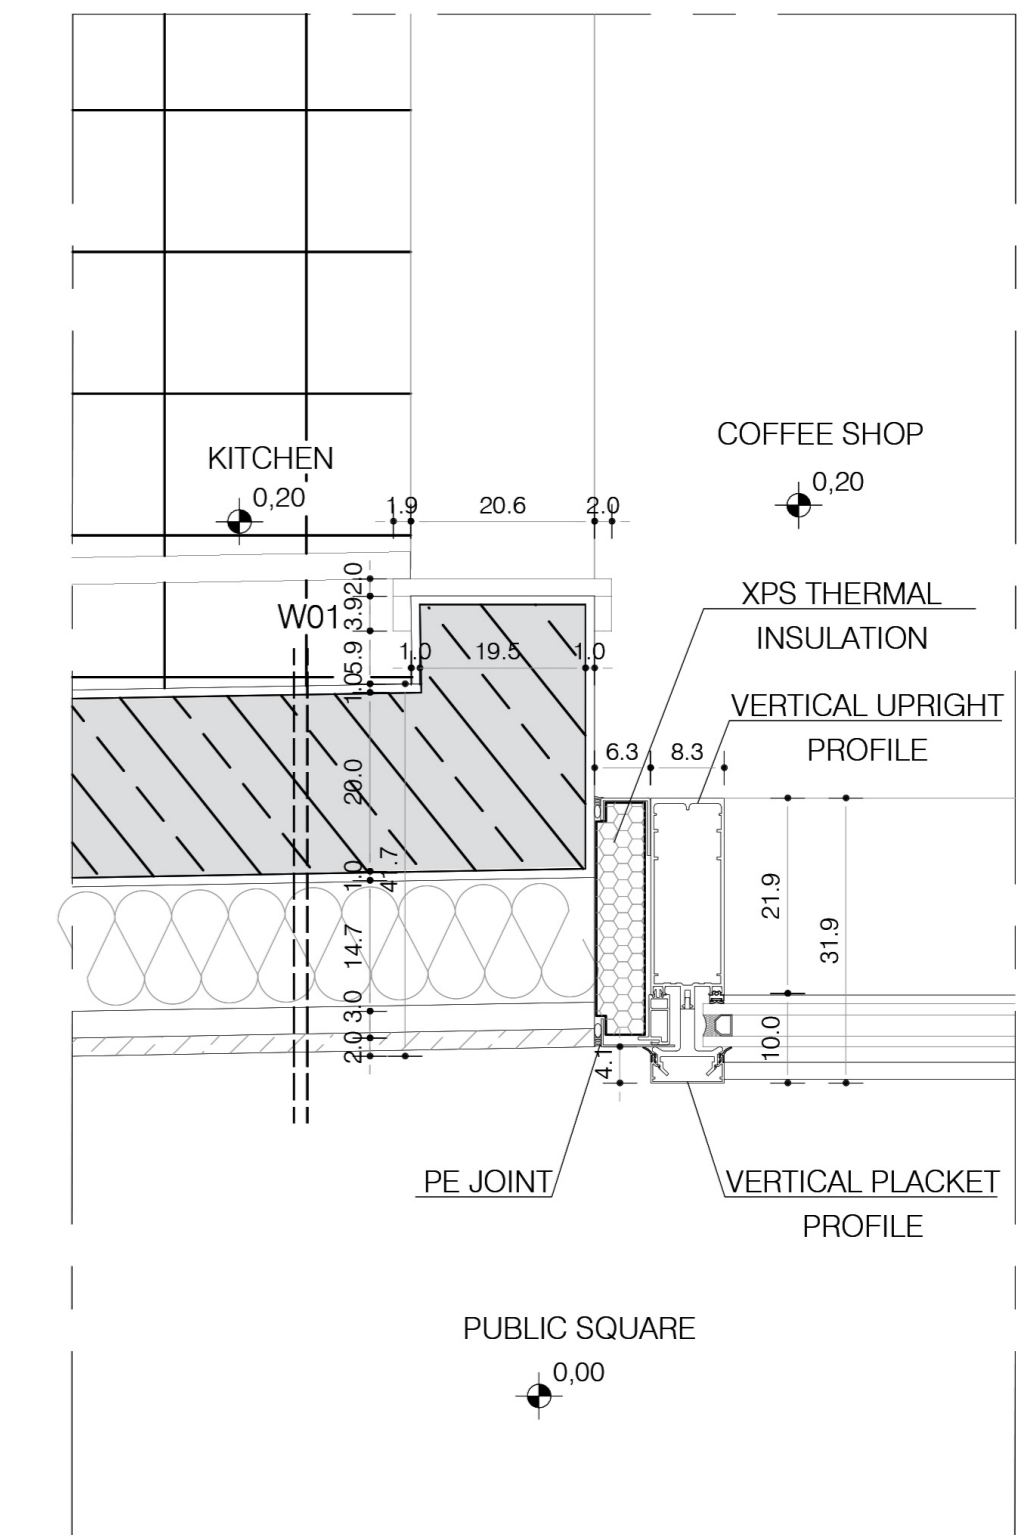 COFFEE SHOP
0,20
KITCHEN
0,20
1.9
20.6
2.0
2.0
3.9
W01
5.9
1.0
1.0
19.5
1.0
XPS THERMAL
INSULATION
VERTICAL UPRIGHT
PROFILE
6.3
8.3
20.0
41.7
1.0
14.7
3.0
2.0
21.9
31.9
10.0
4.1
PE JOINT
VERTICAL PLACKET
PROFILE
PUBLIC SQUARE
0,00